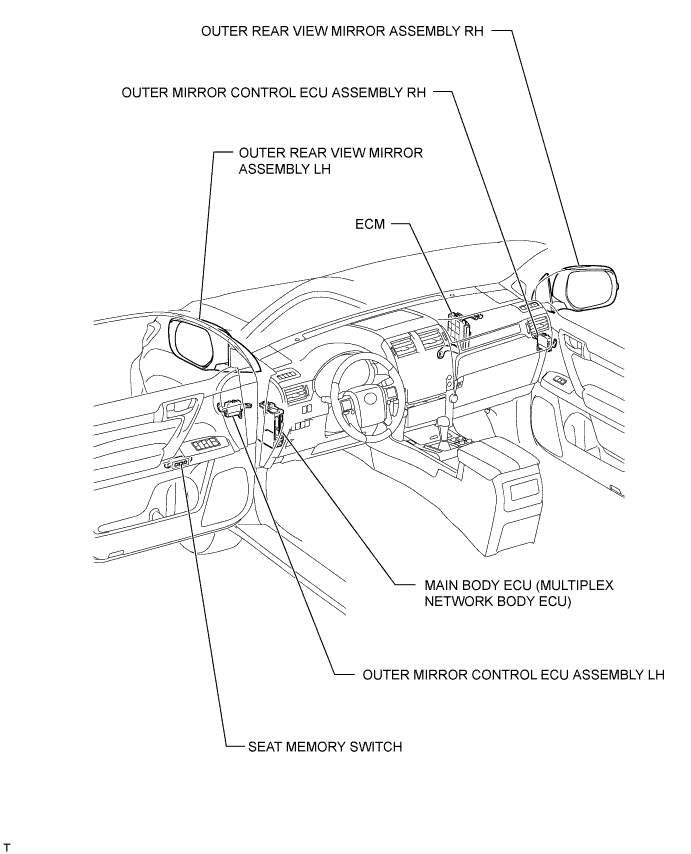 OUTER REAR VIEW MIRROR ASSEMBLY RH
OUTER MIRROR CONTROL ECU ASSEMBLY RH
OUTER REAR VIEW MIRROR
ASSEMBLY LH
ECM
MAIN BODY ECU (MULTIPLEX
NETWORK BODY ECU)
OUTER MIRROR CONTROL ECU ASSEMBLY LH
SEAT MEMORY SWITCH
T